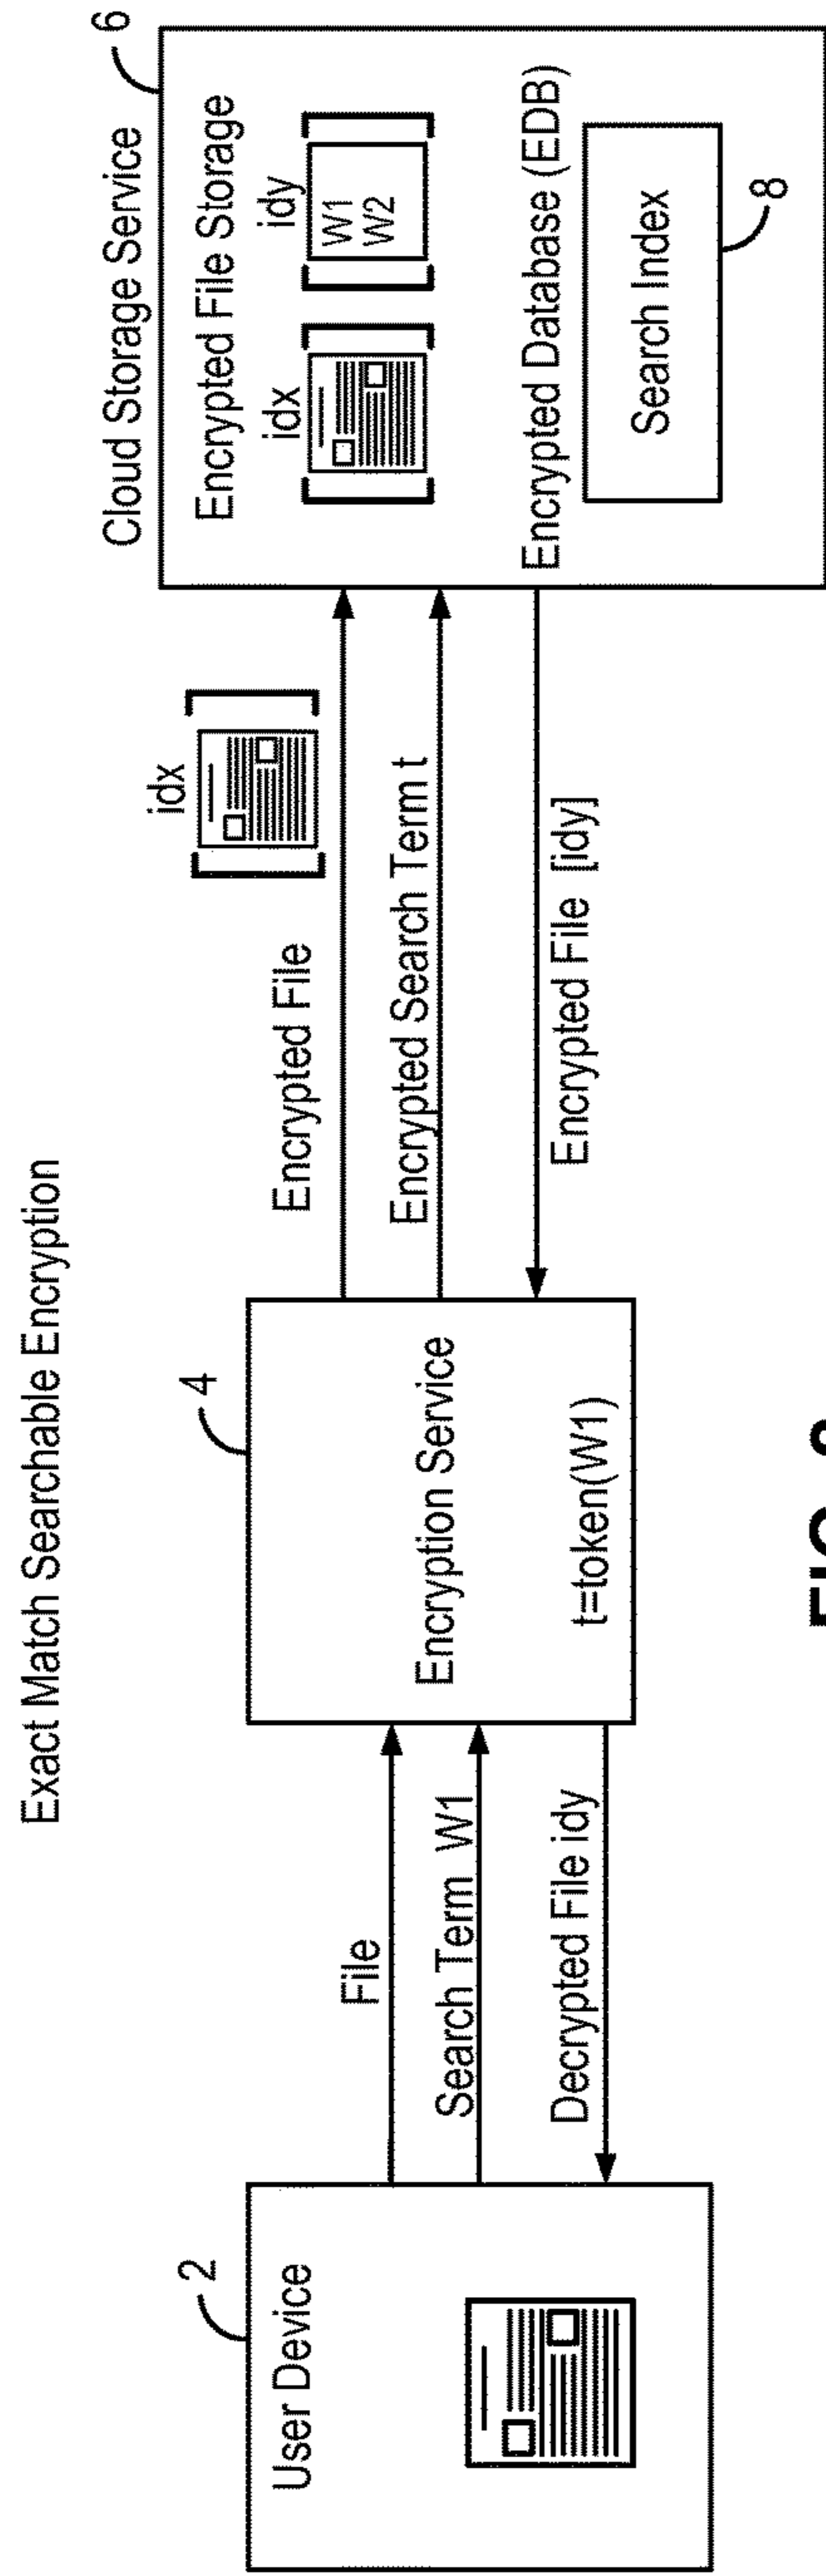 Exact Match Searchable Encryption
2
User Device
File
Search Term W1
Decrypted File idy
4
Encryption Service
t=token(W1)
Encrypted File
idx
Encrypted Search Term t
Encrypted File [idy]
Cloud Storage Service
6
Encrypted File Storage
idx
idy
W1
W2
Encrypted Database (EDB)
Search Index
8